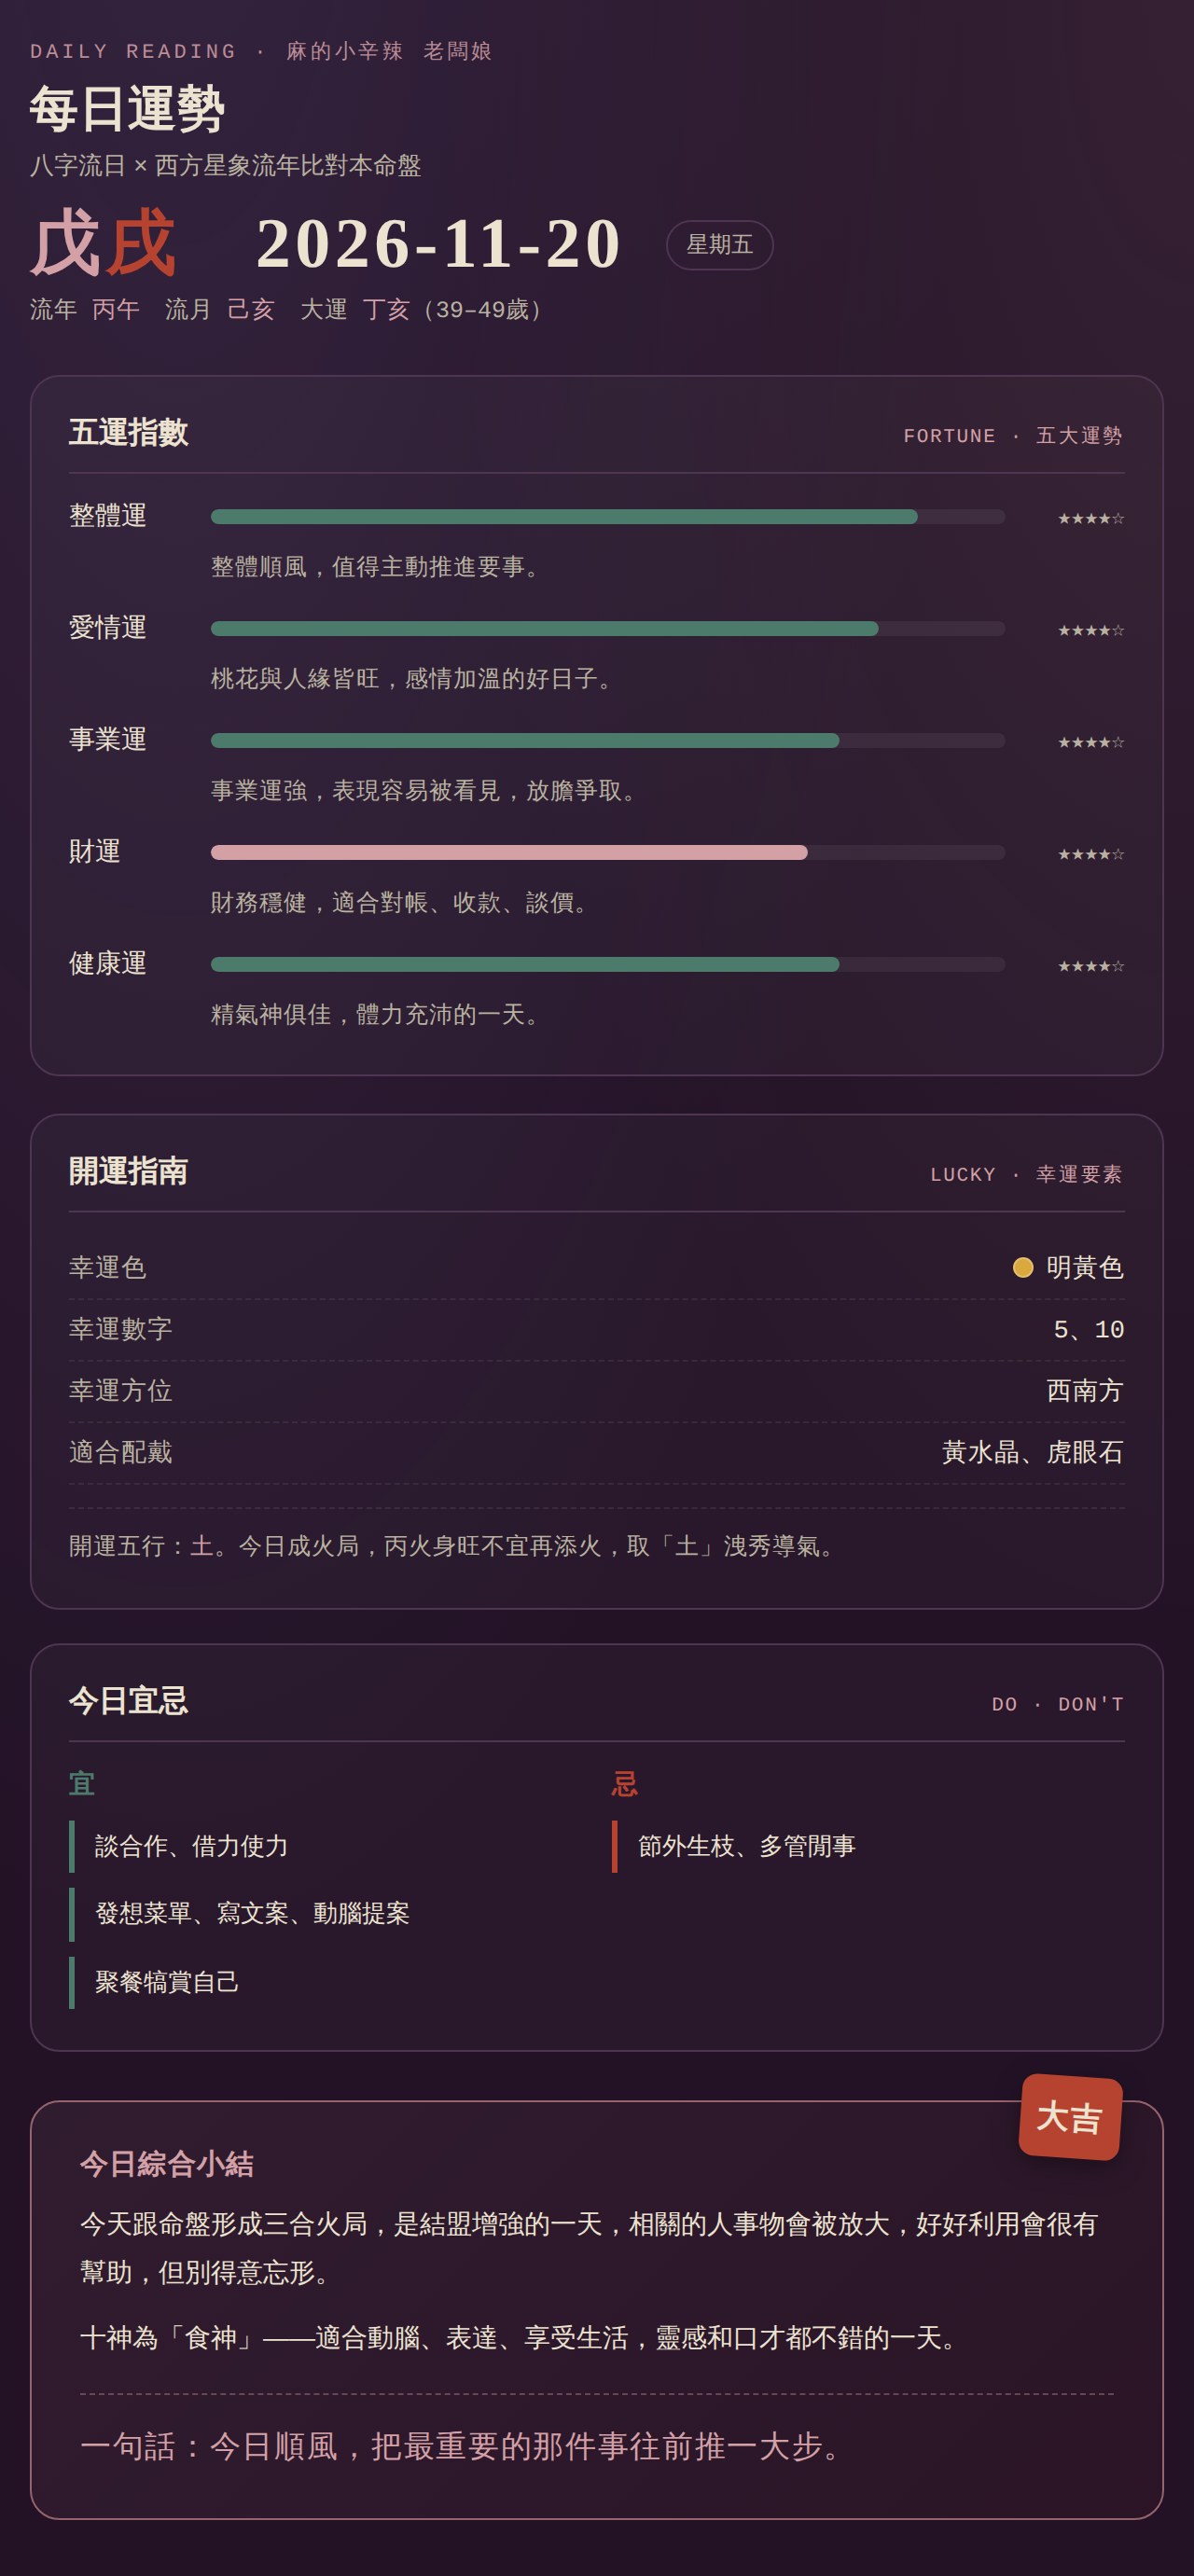 DAILY READING · 麻的小辛辣 老闆娘
每日運勢
八字流日 × 西方星象流年比對本命盤
戊戌 2026-11-20 星期五
流年 丙午 流月 己亥 大運 丁亥（39–49歲）
五運指數 FORTUNE · 五大運勢
整體運 ★★★★☆
整體順風，值得主動推進要事。
愛情運 ★★★★☆
桃花與人緣皆旺，感情加溫的好日子。
事業運 ★★★★☆
事業運強，表現容易被看見，放膽爭取。
財運 ★★★★☆
財務穩健，適合對帳、收款、談價。
健康運 ★★★★☆
精氣神俱佳，體力充沛的一天。
開運指南 LUCKY · 幸運要素
幸運色 明黃色
幸運數字 5、10
幸運方位 西南方
適合配戴 黃水晶、虎眼石
開運五行：土。今日成火局，丙火身旺不宜再添火，取「土」洩秀導氣。
今日宜忌 DO · DON'T
宜 忌
談合作、借力使力 節外生枝、多管閒事
發想菜單、寫文案、動腦提案
聚餐犒賞自己
大吉
今日綜合小結
今天跟命盤形成三合火局，是結盟增強的一天，相關的人事物會被放大，好好利用會很有
幫助，但別得意忘形。
十神為「食神」——適合動腦、表達、享受生活，靈感和口才都不錯的一天。
一句話：今日順風，把最重要的那件事往前推一大步。